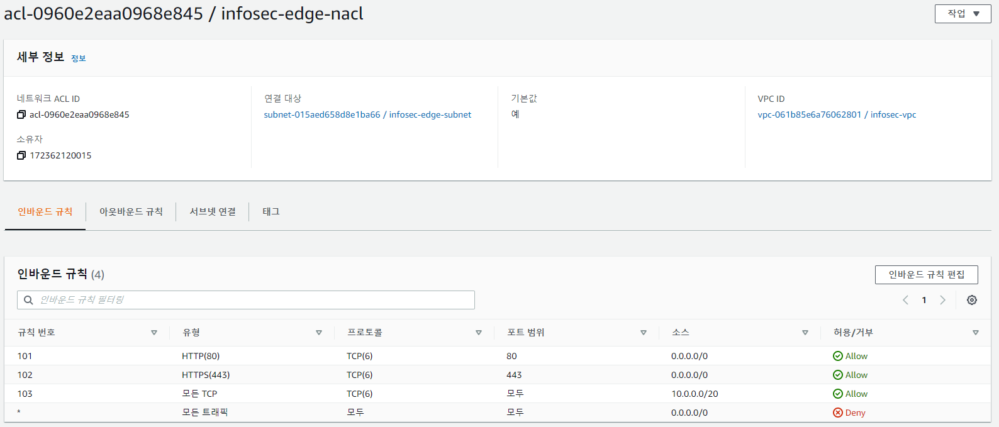 acl-0960e2eaa0968e845 / infosec-edge-nacl
작업
세부 정보 정보
네트워크 ACL ID
acl-0960e2eaa0968e845
소유자
172362120015
연결 대상
subnet-015aed658d8e1ba66 / infosec-edge-subnet
기본값
예
VPC ID
vpc-061b85e6a76062801 / infosec-vpc
인바운드 규칙 아웃바운드 규칙 서브넷 연결 태그
인바운드 규칙 (4)
인바운드 규칙 편집
인바운드 규칙 필터링
1
규칙 번호 유형 프로토콜 포트 범위 소스 허용/거부
101 HTTP(80) TCP(6) 80 0.0.0.0/0 Allow
102 HTTPS(443) TCP(6) 443 0.0.0.0/0 Allow
103 모든 TCP TCP(6) 모두 10.0.0.0/20 Allow
* 모든 트래픽 모두 모두 0.0.0.0/0 Deny